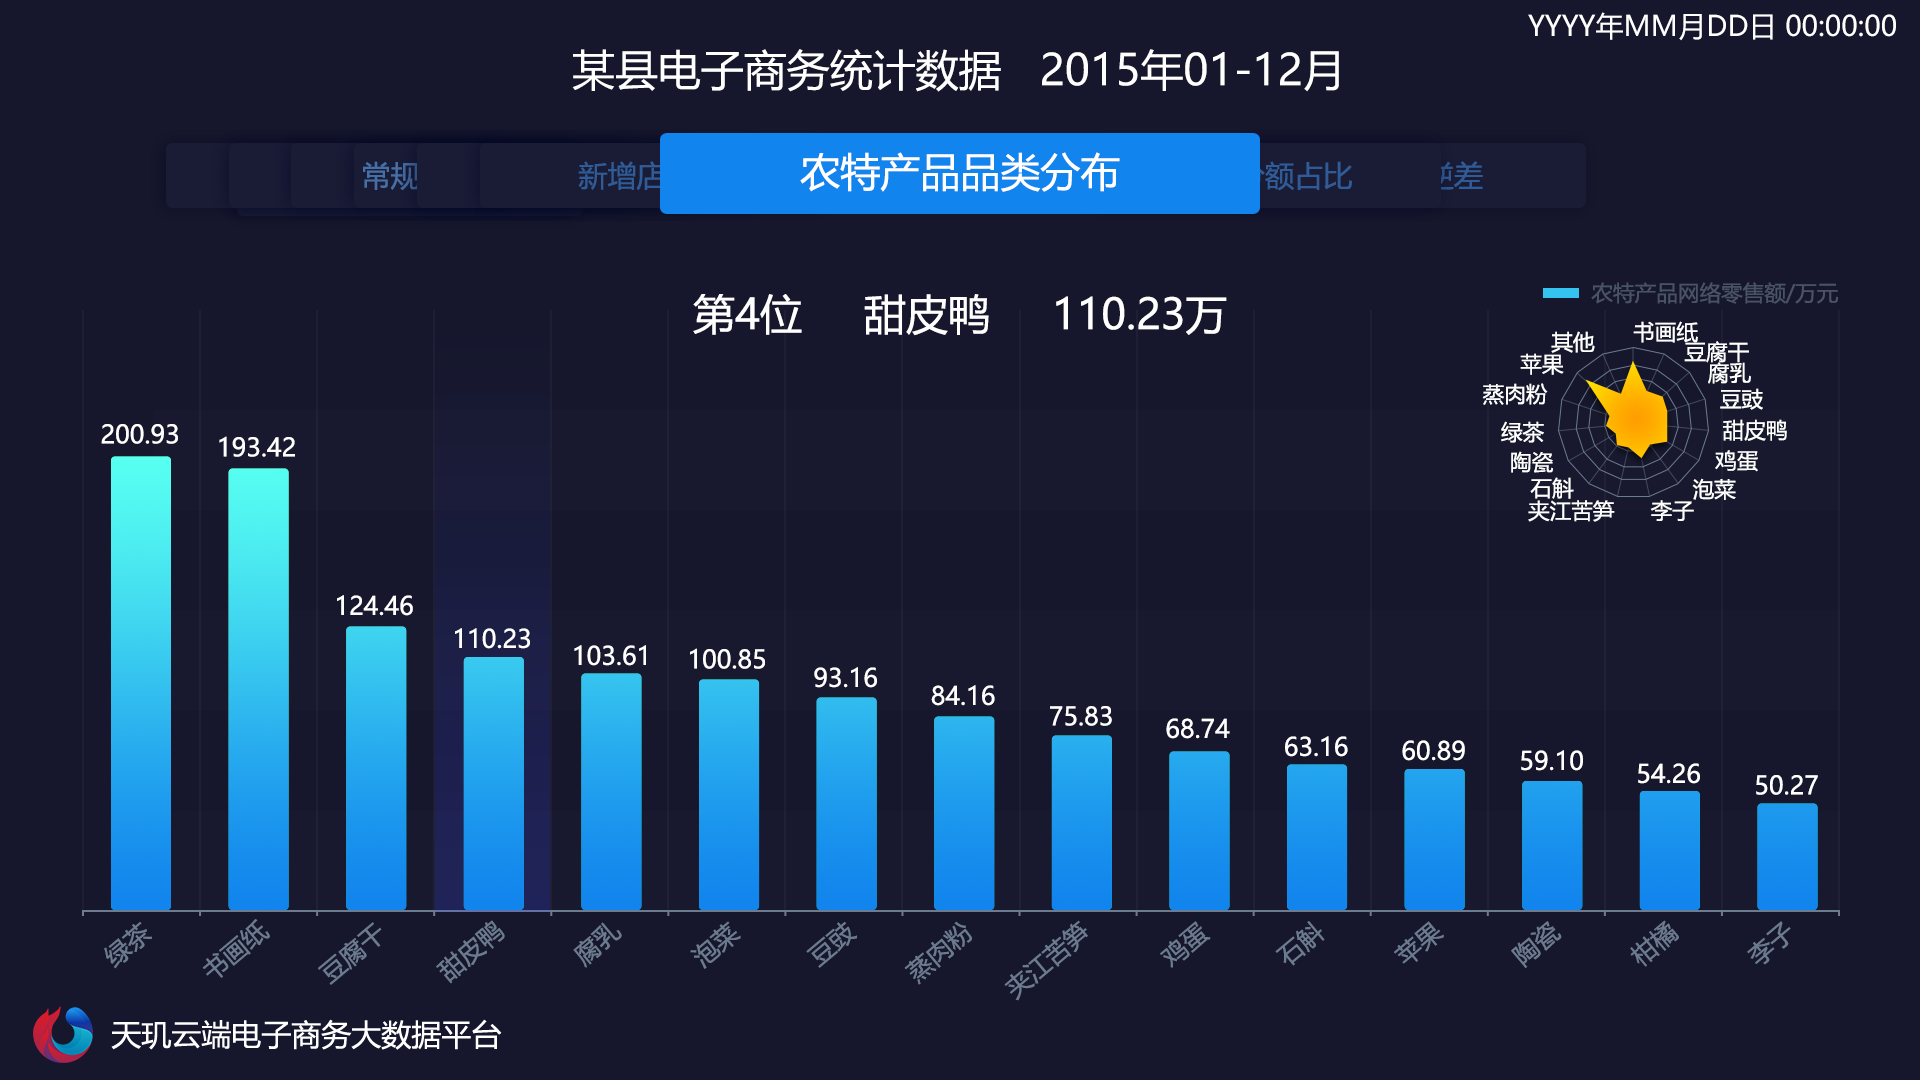 YYYY年MM月DD日 00:00:00
某县电子商务统计数据 2015年01-12月
常规
新增店
农特产品品类分布
额占比
逆差
第4位 甜皮鸭 110.23万
农特产品网络零售额/万元
书画纸
豆腐干
腐乳
豆豉
甜皮鸭
鸡蛋
泡菜
李子
夹江苦笋
石斛
陶瓷
绿茶
蒸肉粉
苹果
其他
200.93
193.42
124.46
110.23
103.61
100.85
93.16
84.16
75.83
68.74
63.16
60.89
59.10
54.26
50.27
绿茶
书画纸
豆腐干
甜皮鸭
腐乳
泡菜
豆豉
蒸肉粉
夹江苦笋
鸡蛋
石斛
苹果
陶瓷
柑橘
李子
天玑云端电子商务大数据平台